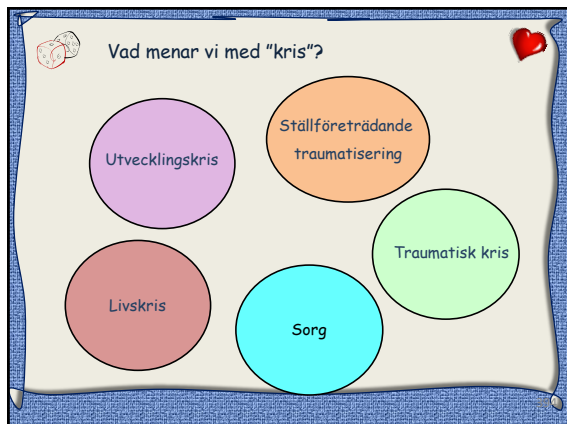 Vad menar vi med ”kris”?
Ställföreträdande
traumatisering
Utvecklingskris
Traumatisk kris
Livskris
Sorg